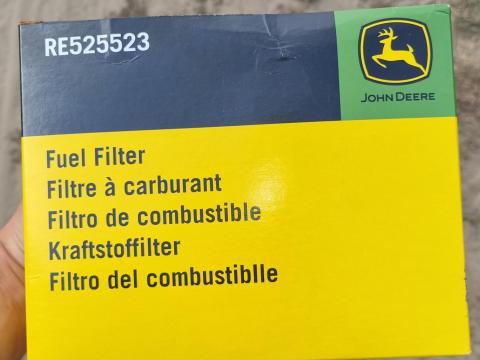 RE525523
JOHN DEERE
Fuel Filter
Filtre à carburant
Filtro de combustible
Kraftstoffilter
Filtro del combustiblle